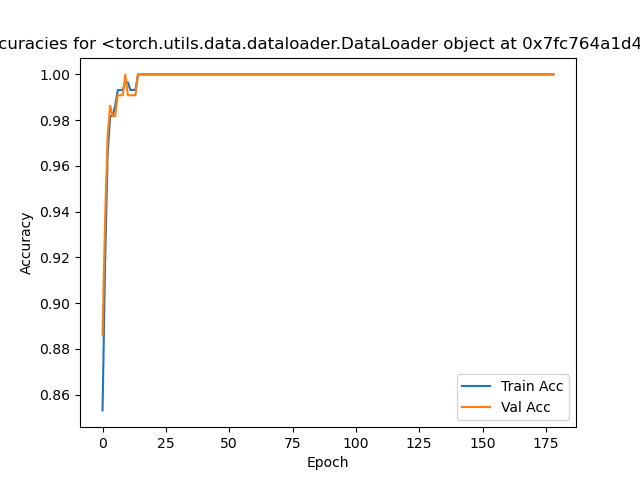 curacies for <torch.utils.data.dataloader.DataLoader object at 0x7fc764a1d4
1.00
0.98
0.96
0.94
0.92
0.90
0.88
0.86
Accuracy
Train Acc
Val Acc
0 25 50 75 100 125 150 175
Epoch